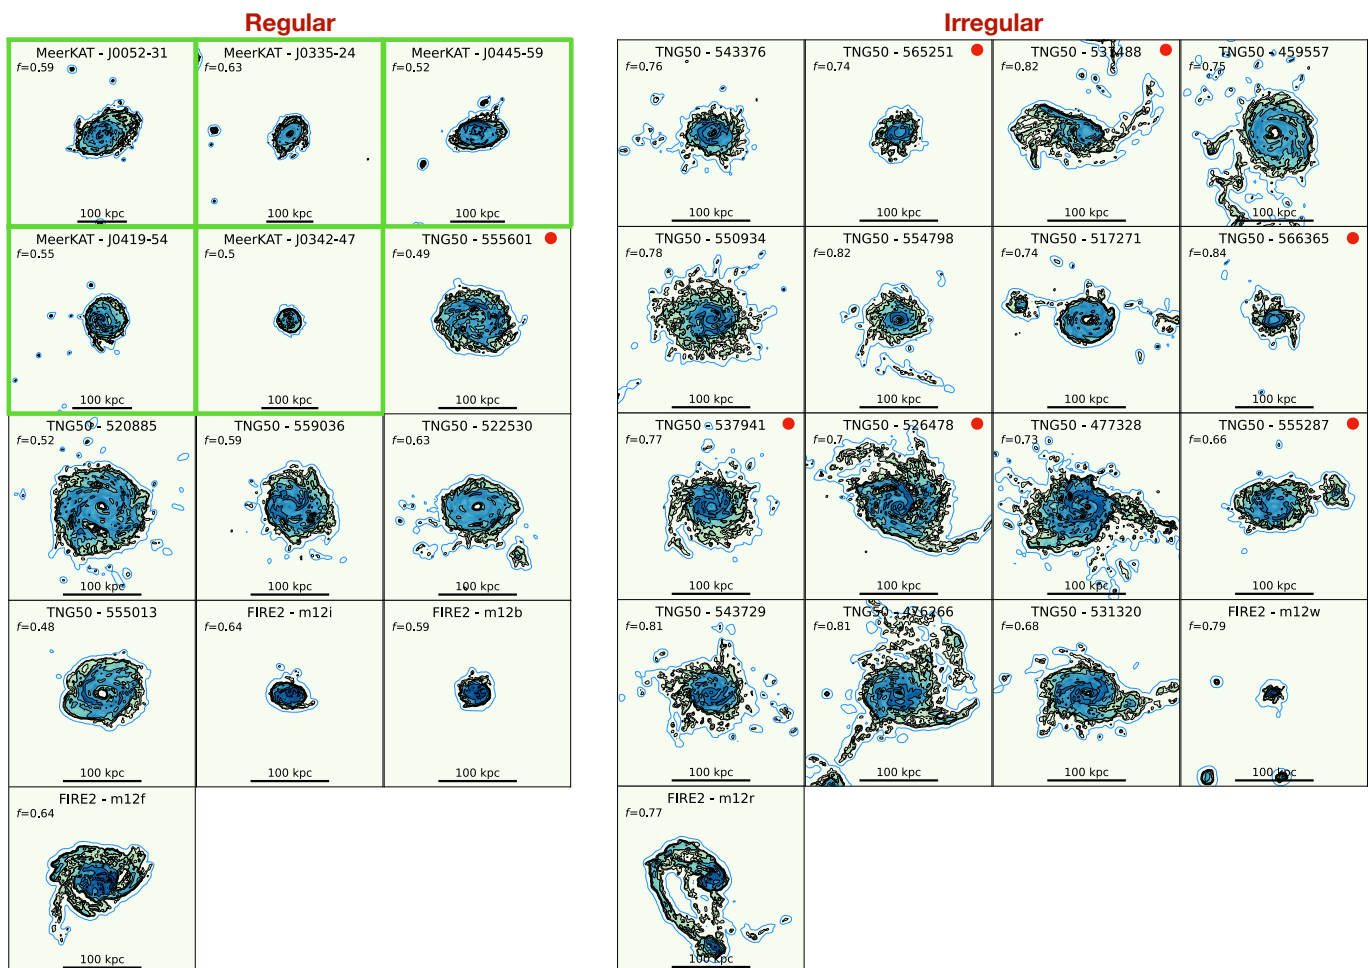 Regular
MeerKAT - J0052-31
f=0.59
100 kpc
MeerKAT - J0335-24
f=0.63
100 kpc
MeerKAT - J0445-59
f=0.52
100 kpc
MeerKAT - J0419-54
f=0.55
100 kpc
MeerKAT - J0342-47
f=0.5
100 kpc
TNG50 - 555601
f=0.49
100 kpc
TNG50 - 520885
f=0.52
100 kpc
TNG50 - 559036
f=0.59
100 kpc
TNG50 - 522530
f=0.63
100 kpc
TNG50 - 555013
f=0.48
100 kpc
FIRE2 - m12i
f=0.64
100 kpc
FIRE2 - m12b
f=0.59
100 kpc
FIRE2 - m12f
f=0.64
100 kpc
Irregular
TNG50 - 543376
f=0.76
100 kpc
TNG50 - 565251
f=0.74
100 kpc
TNG50 - 531488
f=0.82
100 kpc
TNG50 - 459557
f=0.75
100 kpc
TNG50 - 550934
f=0.78
100 kpc
TNG50 - 554798
f=0.82
100 kpc
TNG50 - 517271
f=0.74
100 kpc
TNG50 - 566365
f=0.84
100 kpc
TNG50 - 537941
f=0.77
100 kpc
TNG50 - 526478
f=0.7
100 kpc
TNG50 - 477328
f=0.73
100 kpc
TNG50 - 555287
f=0.66
100 kpc
TNG50 - 543729
f=0.81
100 kpc
TNG50 - 476266
f=0.81
100 kpc
TNG50 - 531320
f=0.68
100 kpc
FIRE2 - m12w
f=0.79
100 kpc
FIRE2 - m12r
f=0.77
100 kpc